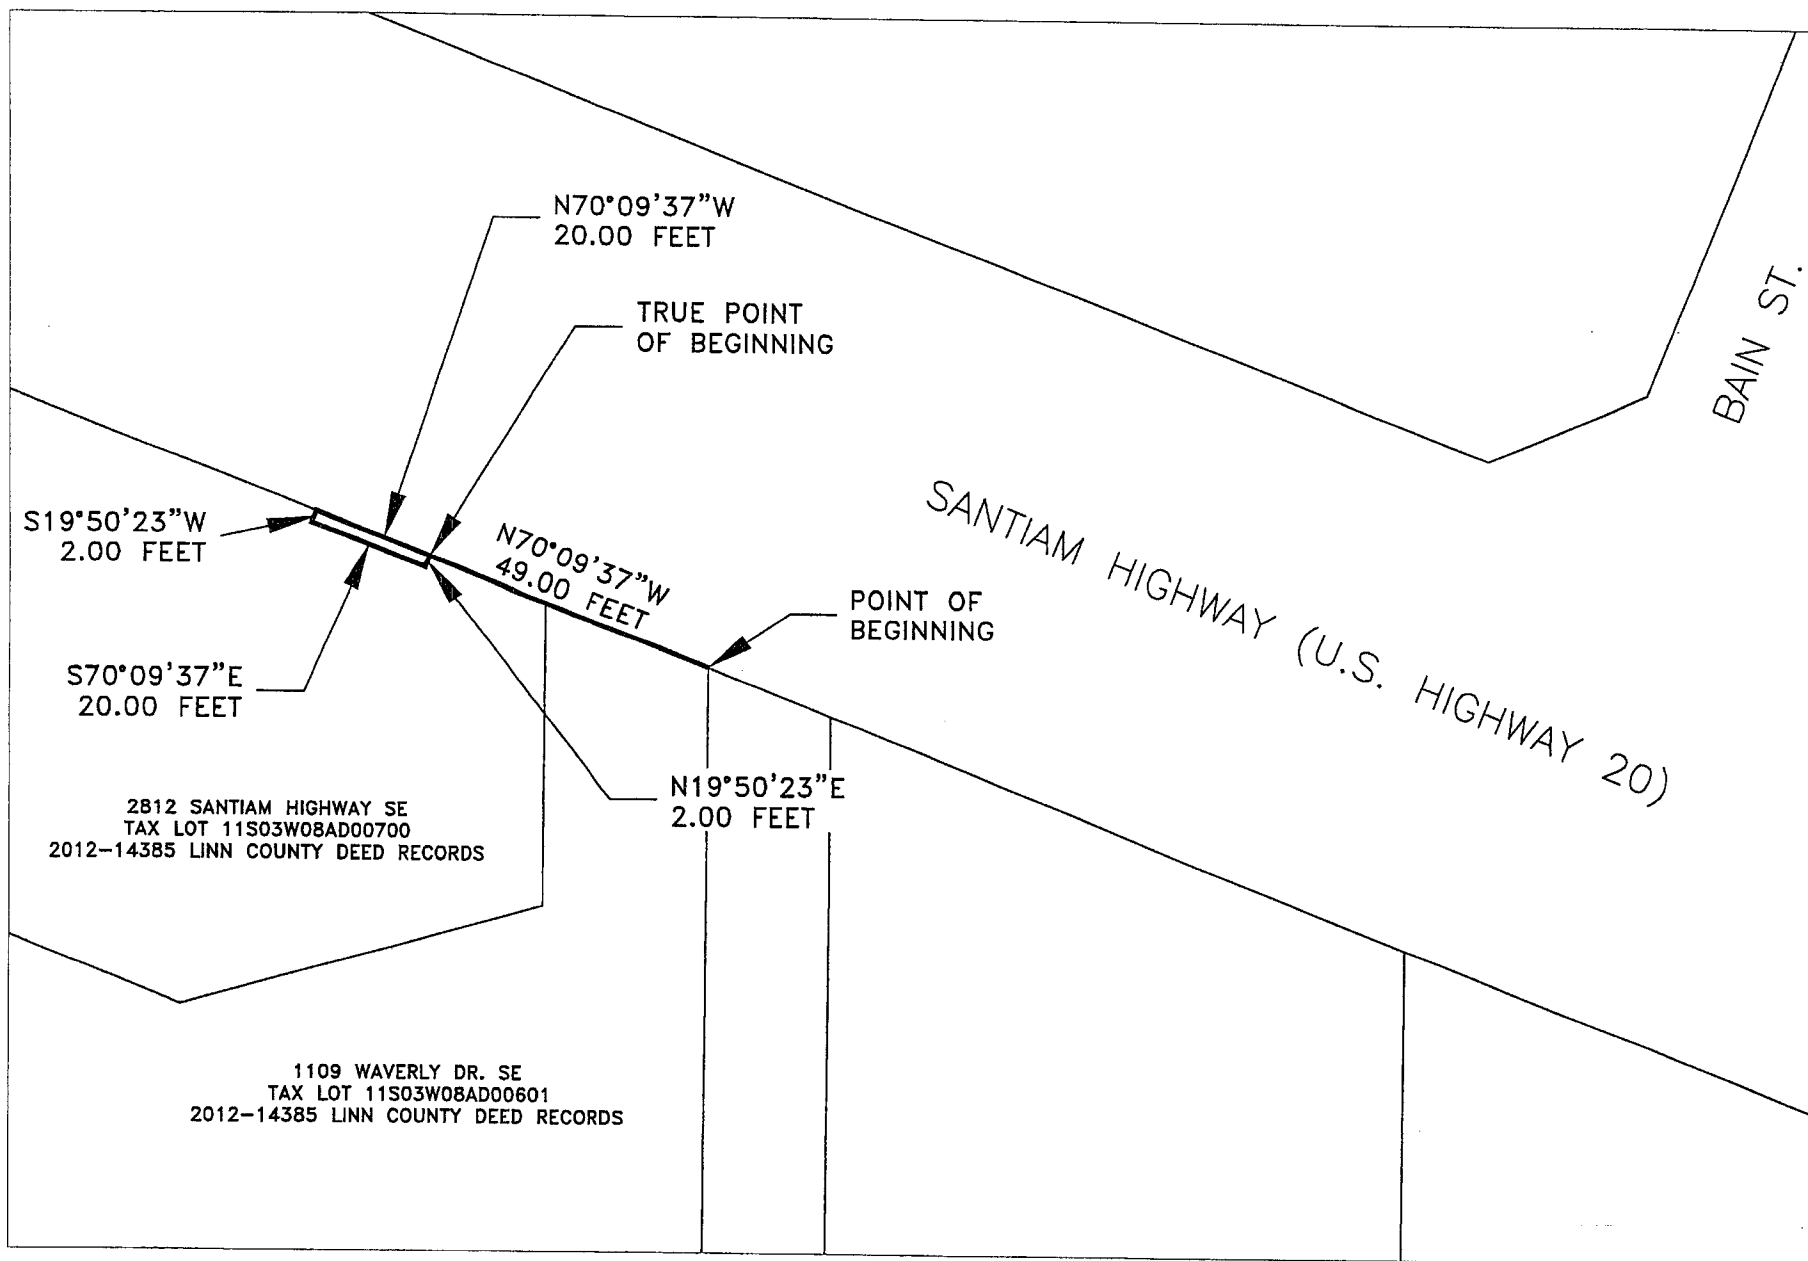 N70°09'37"W
20.00 FEET
TRUE POINT
OF BEGINNING
BAIN ST.
S19°50'23"W
2.00 FEET
N70°09'37"W
49.00 FEET
SANTIAM HIGHWAY (U.S. HIGHWAY 20)
POINT OF
BEGINNING
S70°09'37"E
20.00 FEET
N19°50'23"E
2.00 FEET
2812 SANTIAM HIGHWAY SE
TAX LOT 11S03W08AD00700
2012-14385 LINN COUNTY DEED RECORDS
1109 WAVERLY DR. SE
TAX LOT 11S03W08AD00601
2012-14385 LINN COUNTY DEED RECORDS